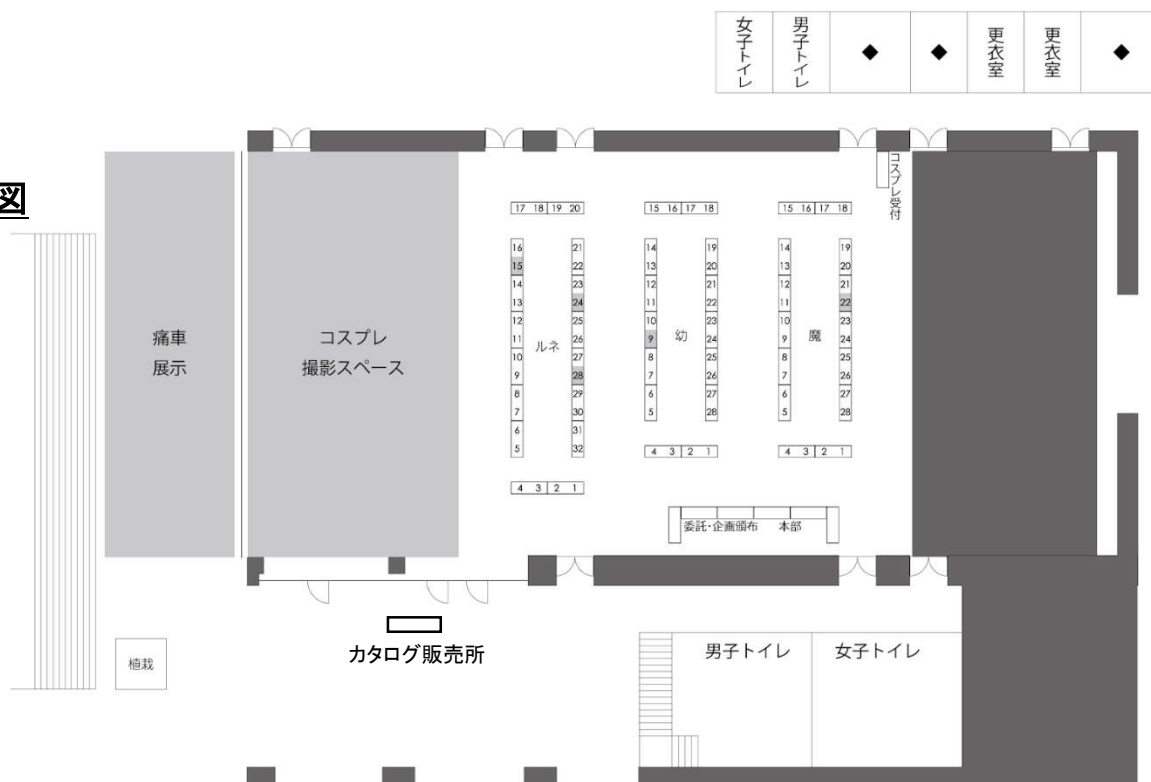 女子トイレ
男子トイレ
◆
◆
更衣室
更衣室
◆
図
コスプレ受付
17 18 19 20
15 16 17 18
15 16 17 18
16 21 14 19 14 19
15 22 13 20 13 20
14 23 12 21 12 21
13 24 11 22 11 22
12 25 10 23 10 23
11 26 9 24 9 24
10 27 8 25 8 25
9 28 7 26 7 26
8 29 6 27 6 27
7 30 5 28 5 28
6 31
5 32
痛車
展示
コスプレ
撮影スペース
ルネ
幼
魔
4 3 2 1
4 3 2 1
4 3 2 1
委託・企画頒布
本部
カタログ販売所
植栽
男子トイレ
女子トイレ